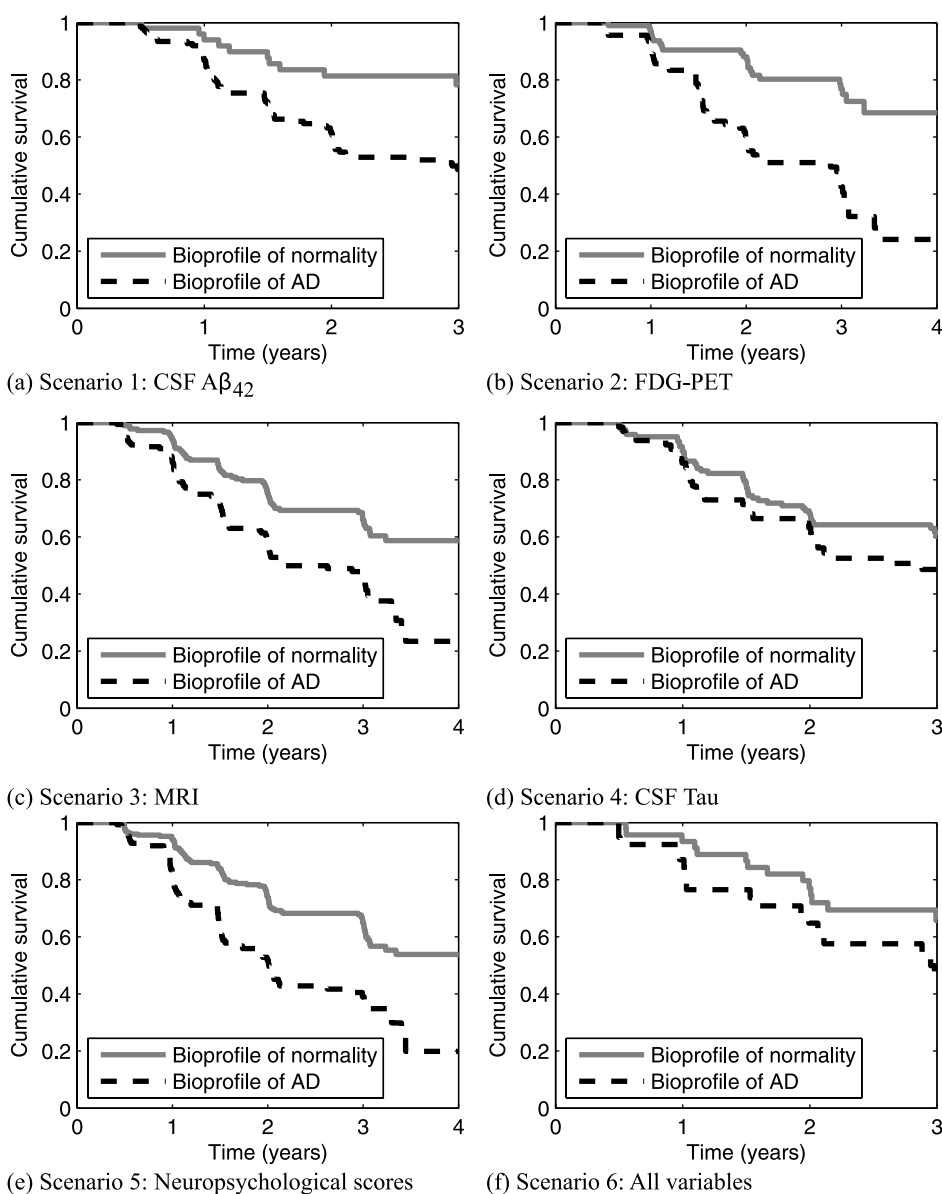 Cumulative survival
1
0.8
0.6
0.4
0.2
0
Bioprofile of normality
Bioprofile of AD
0 1 2 3
Time (years)
(a) Scenario 1: CSF Aβ42
Cumulative survival
1
0.8
0.6
0.4
0.2
0
Bioprofile of normality
Bioprofile of AD
0 1 2 3 4
Time (years)
(b) Scenario 2: FDG-PET
Cumulative survival
1
0.8
0.6
0.4
0.2
0
Bioprofile of normality
Bioprofile of AD
0 1 2 3 4
Time (years)
(c) Scenario 3: MRI
Cumulative survival
1
0.8
0.6
0.4
0.2
0
Bioprofile of normality
Bioprofile of AD
0 1 2 3
Time (years)
(d) Scenario 4: CSF Tau
Cumulative survival
1
0.8
0.6
0.4
0.2
0
Bioprofile of normality
Bioprofile of AD
0 1 2 3 4
Time (years)
(e) Scenario 5: Neuropsychological scores
Cumulative survival
1
0.8
0.6
0.4
0.2
0
Bioprofile of normality
Bioprofile of AD
0 1 2 3
Time (years)
(f) Scenario 6: All variables